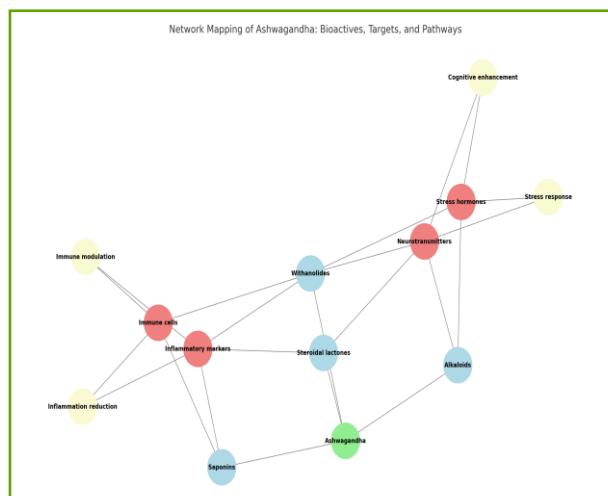 Network Mapping of Ashwagandha: Bioactives, Targets, and Pathways
Cognitive enhancement
Stress response
Stress hormones
Neurotransmitters
Immune modulation
Withanolides
Immune cells
Inflammatory markers
Steroidal lactones
Alkaloids
Inflammation reduction
Ashwagandha
Saponins